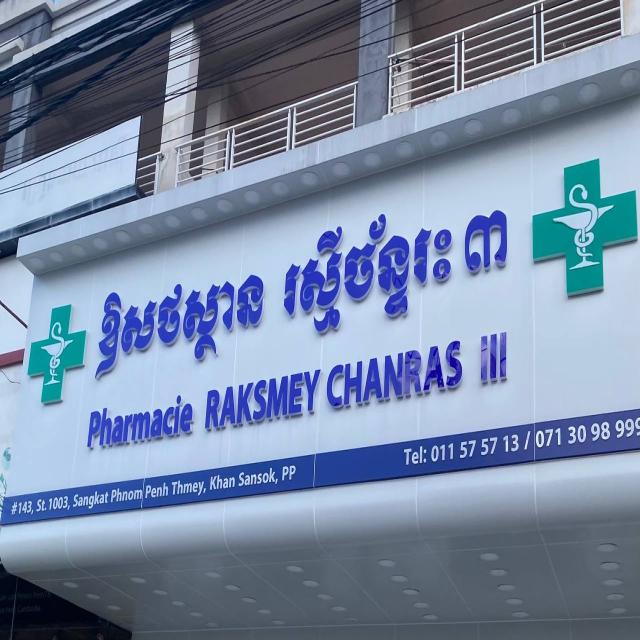 ឱសថស្ថាន រស្មីច័ន្ទរះ ៣
Pharmacie RAKSMEY CHANRAS III
#143, St.1003, Sangkat Phnom Penh Thmey, Khan Sansok, PP
Tel: 011 57 57 13 / 071 30 98 999